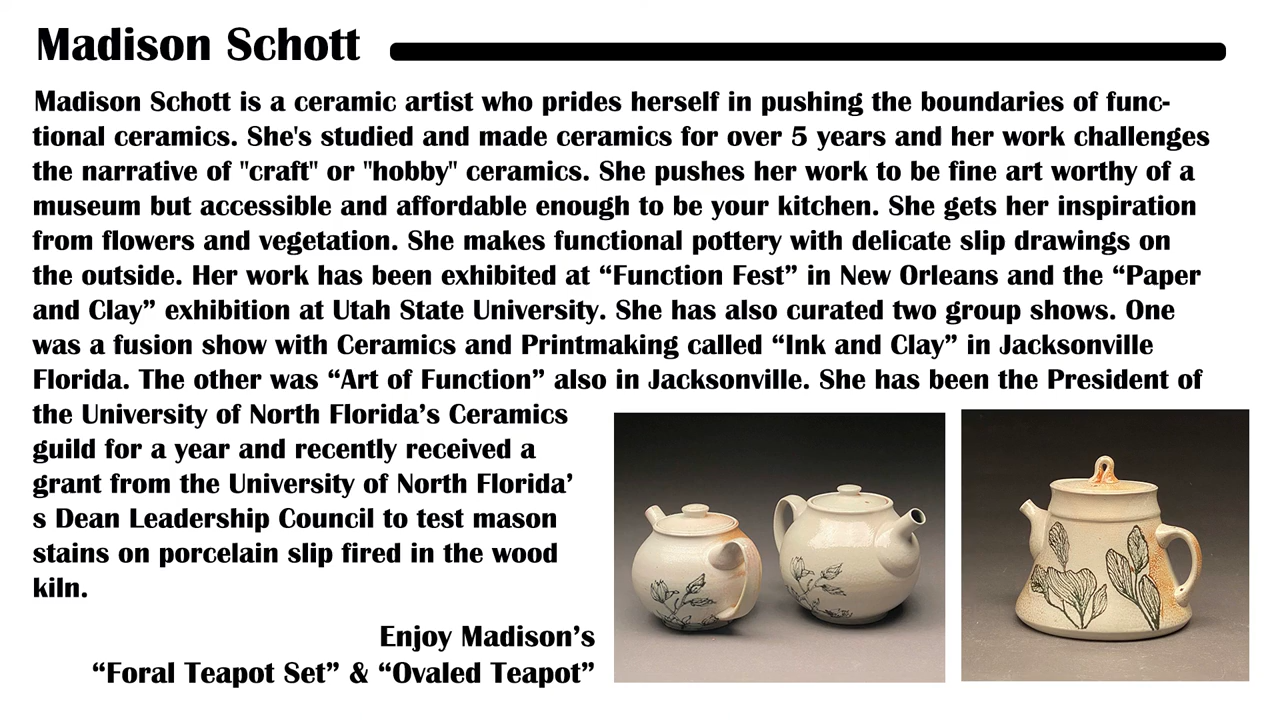 Madison Schott
Madison Schott is a ceramic artist who prides herself in pushing the boundaries of func-
tional ceramics. She's studied and made ceramics for over 5 years and her work challenges
the narrative of "craft" or "hobby" ceramics. She pushes her work to be fine art worthy of a
museum but accessible and affordable enough to be your kitchen. She gets her inspiration
from flowers and vegetation. She makes functional pottery with delicate slip drawings on
the outside. Her work has been exhibited at “Function Fest” in New Orleans and the “Paper
and Clay” exhibition at Utah State University. She has also curated two group shows. One
was a fusion show with Ceramics and Printmaking called “Ink and Clay” in Jacksonville
Florida. The other was “Art of Function” also in Jacksonville. She has been the President of
the University of North Florida’s Ceramics
guild for a year and recently received a
grant from the University of North Florida’
s Dean Leadership Council to test mason
stains on porcelain slip fired in the wood
kiln.
Enjoy Madison’s
“Foral Teapot Set” & “Ovaled Teapot”